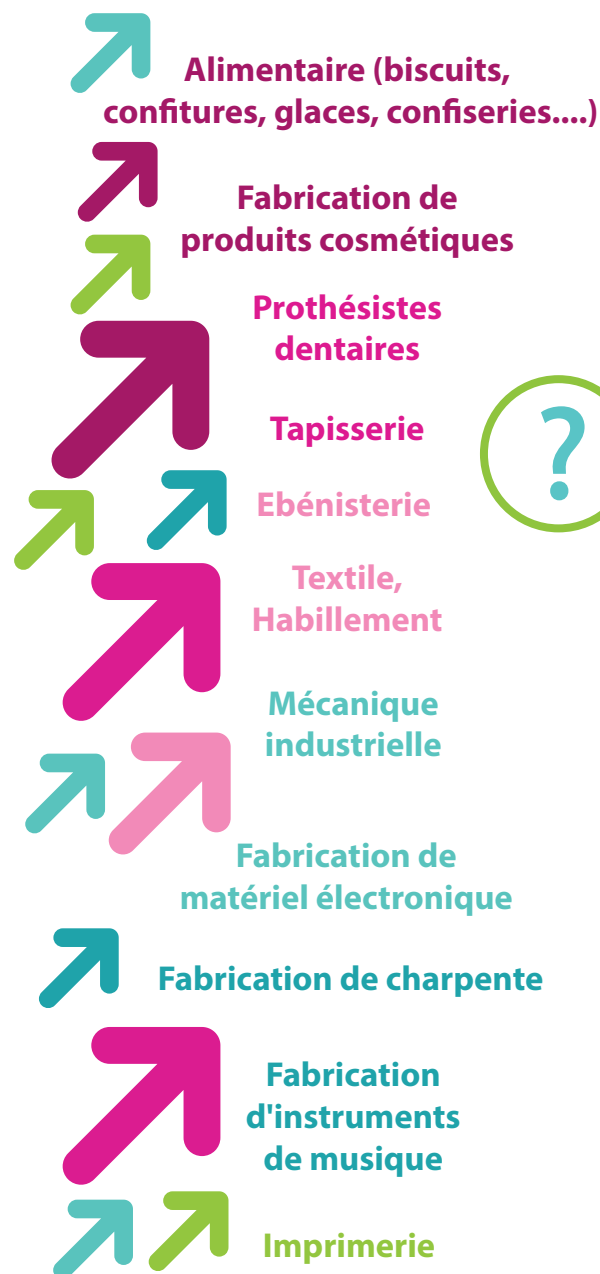 Alimentaire (biscuits,
confitures, glaces, confiseries....)
Fabrication de
produits cosmétiques
Prothésistes
dentaires
Tapisserie
?
Ebénisterie
Textile,
Habillement
Mécanique
industrielle
Fabrication de
matériel électronique
Fabrication de charpente
Fabrication
d'instruments
de musique
Imprimerie